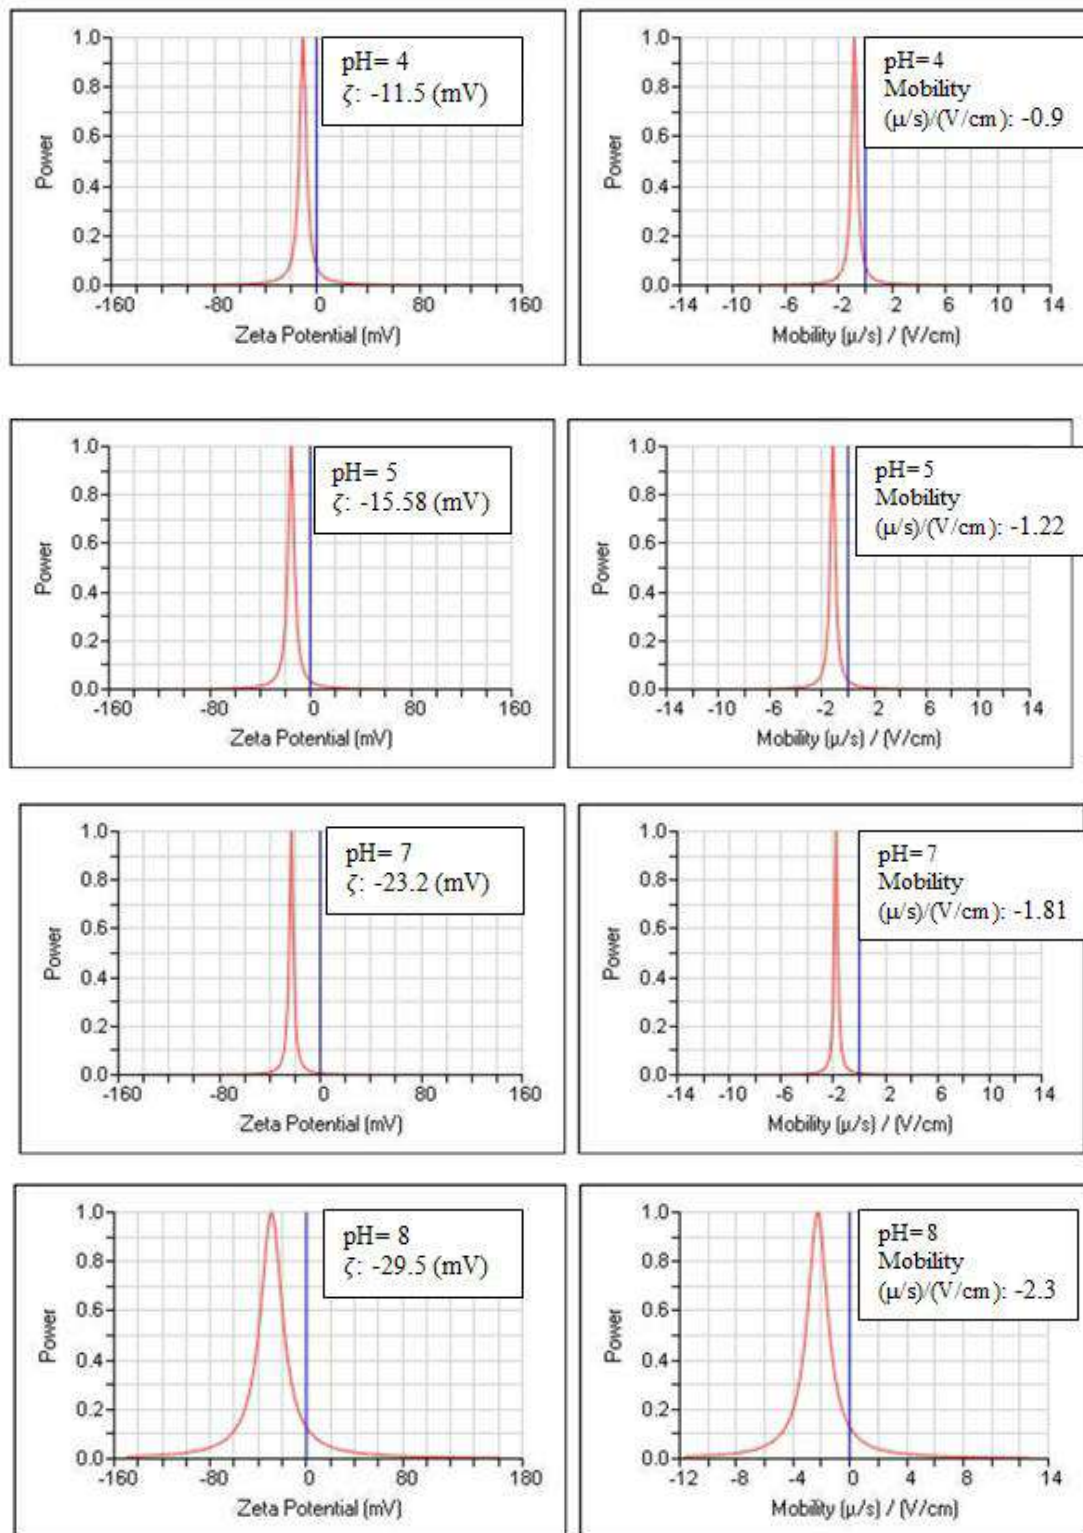 1.0
0.8
0.6
0.4
0.2
0.0
Power
-160
-80
0
80
160
Zeta Potential (mV)
pH= 4
ζ: -11.5 (mV)
1.0
0.8
0.6
0.4
0.2
0.0
Power
-14
-10
-6
-2
2
6
10
14
Mobility (μ/s) / (V/cm)
pH=4
Mobility
(μ/s)/(V/cm): -0.9
1.0
0.8
0.6
0.4
0.2
0.0
Power
-160
-80
0
80
160
Zeta Potential (mV)
pH= 5
ζ: -15.58 (mV)
1.0
0.8
0.6
0.4
0.2
0.0
Power
-14
-10
-6
-2
2
6
10
14
Mobility (μ/s) / (V/cm)
pH=5
Mobility
(μ/s)/(V/cm): -1.22
1.0
0.8
0.6
0.4
0.2
0.0
Power
-160
-80
0
80
160
Zeta Potential (mV)
pH= 7
ζ: -23.2 (mV)
1.0
0.8
0.6
0.4
0.2
0.0
Power
-14
-10
-6
-2
2
6
10
14
Mobility (μ/s) / (V/cm)
pH=7
Mobility
(μ/s)/(V/cm): -1.81
1.0
0.8
0.6
0.4
0.2
0.0
Power
-160
-80
0
80
180
Zeta Potential (mV)
pH= 8
ζ: -29.5 (mV)
1.0
0.8
0.6
0.4
0.2
0.0
Power
-12
-8
-4
0
4
8
14
Mobility (μ/s) / (V/cm)
pH=8
Mobility
(μ/s)/(V/cm): -2.3